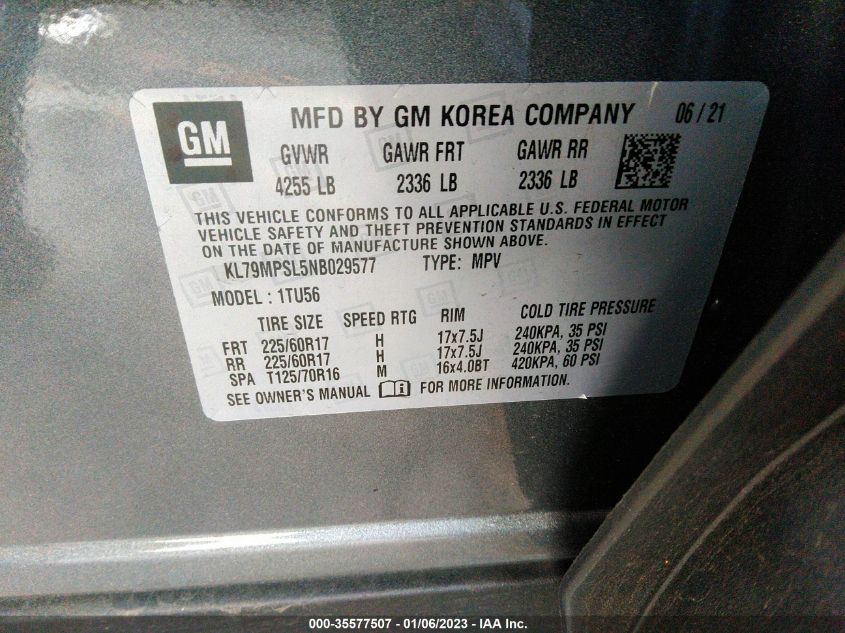 GM
MFD BY GM KOREA COMPANY 06/21
GVWR GAWR FRT GAWR RR
4255 LB 2336 LB 2336 LB
THIS VEHICLE CONFORMS TO ALL APPLICABLE U.S. FEDERAL MOTOR
VEHICLE SAFETY AND THEFT PREVENTION STANDARDS IN EFFECT
ON THE DATE OF MANUFACTURE SHOWN ABOVE.
KL79MPSL5NB029577 TYPE: MPV
MODEL: 1TU56
TIRE SIZE SPEED RTG RIM COLD TIRE PRESSURE
FRT 225/60R17 H 17x7.5J 240KPA, 35 PSI
RR 225/60R17 H 17x7.5J 240KPA, 35 PSI
SPA T125/70R16 M 16x4.0BT 420KPA, 60 PSI
SEE OWNER'S MANUAL FOR MORE INFORMATION.
000-35577507 - 01/06/2023 - IAA Inc.